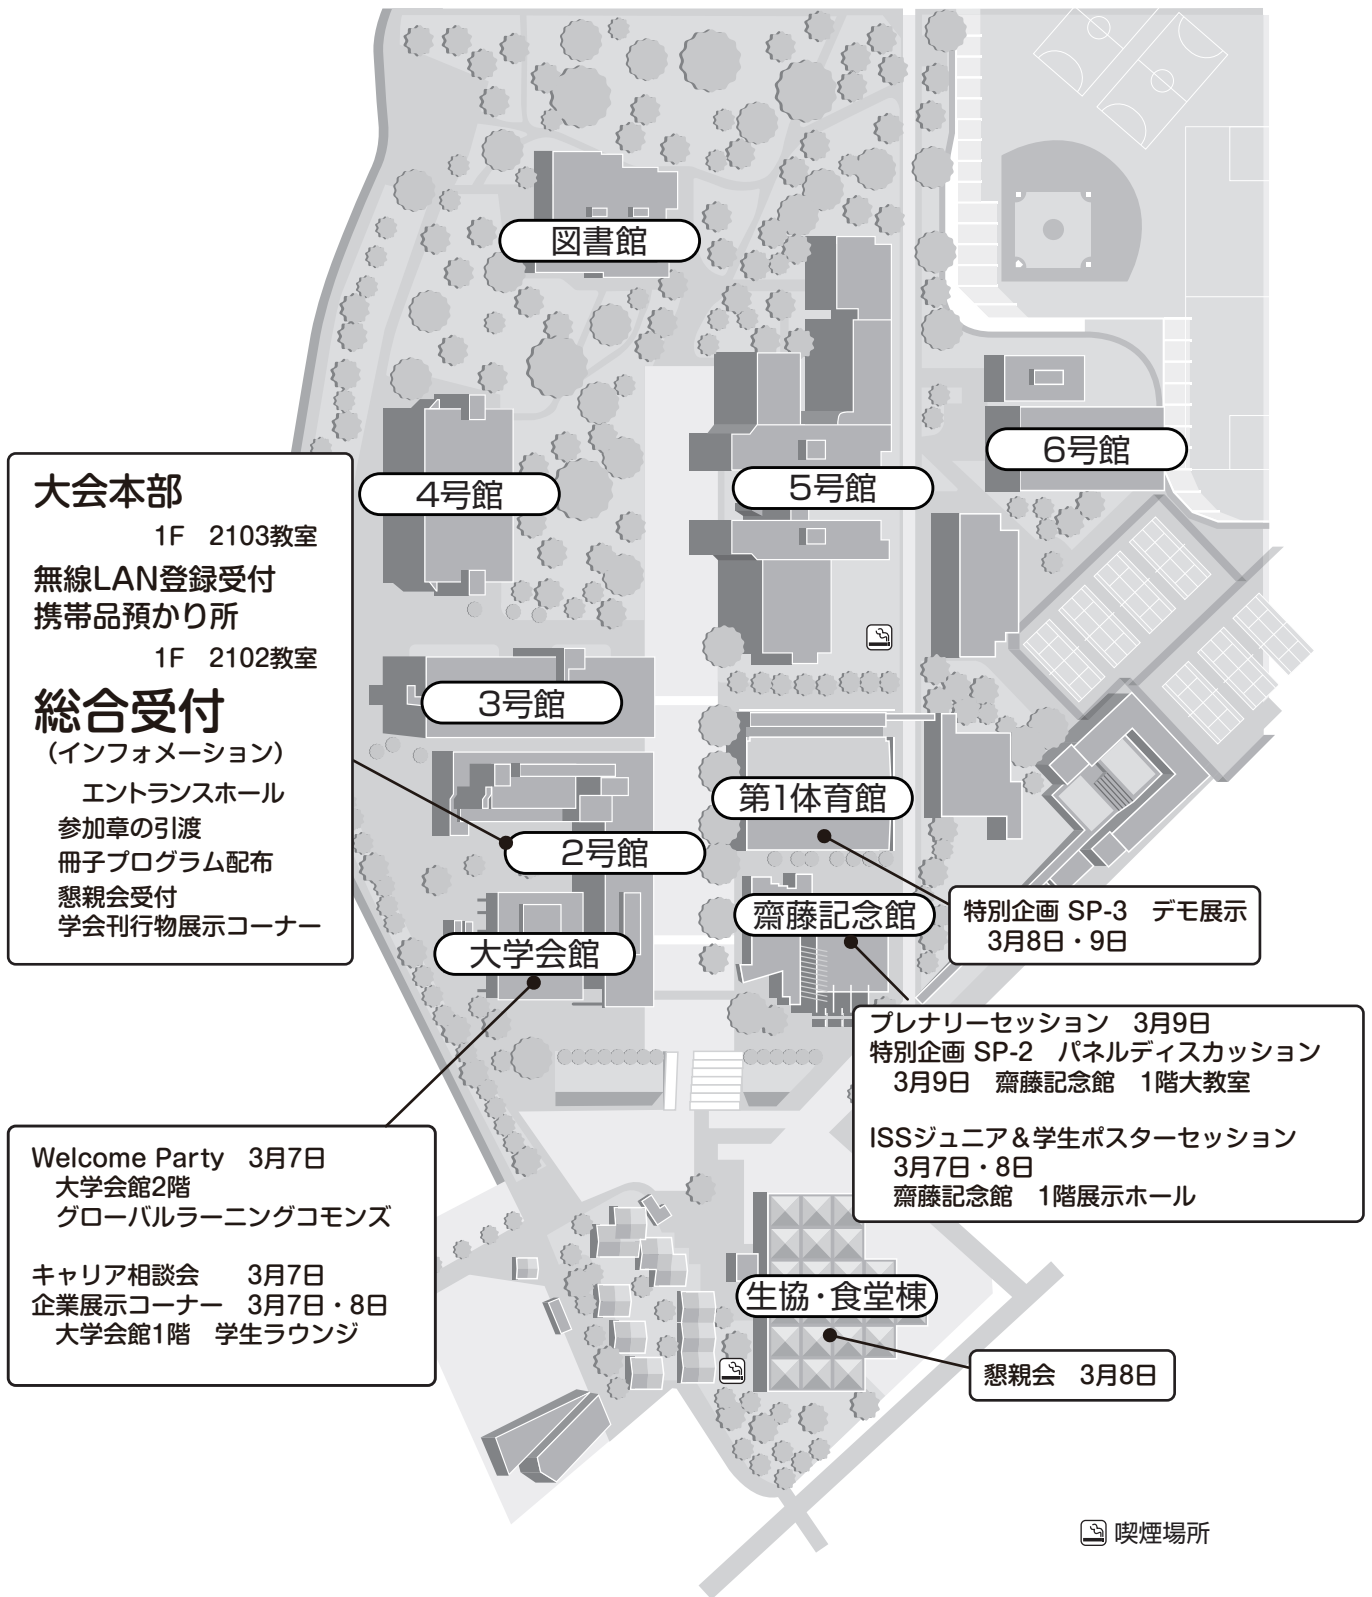 図書館
4号館
5号館
6号館
大会本部
1F 2103教室
無線LAN登録受付
携帯品預かり所
1F 2102教室
総合受付
（インフォメーション）
エントランスホール
参加章の引渡
冊子プログラム配布
懇親会受付
学会刊行物展示コーナー
3号館
第1体育館
2号館
齋藤記念館
大学会館
特別企画 SP-3 デモ展示
3月8日・9日
プレナリーセッション 3月9日
特別企画 SP-2 パネルディスカッション
3月9日 齋藤記念館 1階大教室
ISSジュニア＆学生ポスターセッション
3月7日・8日
齋藤記念館 1階展示ホール
Welcome Party 3月7日
大学会館2階
グローバルラーニングコモンズ
キャリア相談会 3月7日
企業展示コーナー 3月7日・8日
大学会館1階 学生ラウンジ
生協・食堂棟
懇親会 3月8日
喫煙場所